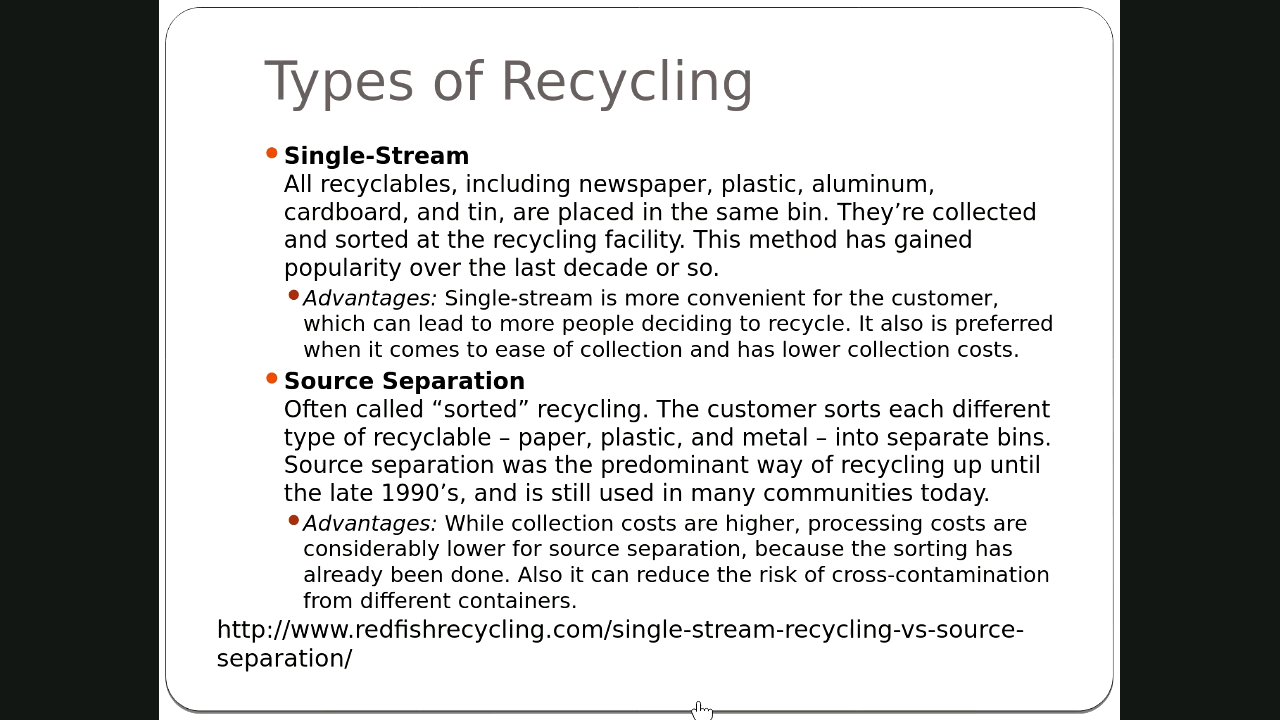 Types of Recycling
Single-Stream
All recyclables, including newspaper, plastic, aluminum,
cardboard, and tin, are placed in the same bin. They’re collected
and sorted at the recycling facility. This method has gained
popularity over the last decade or so.
Advantages: Single-stream is more convenient for the customer,
which can lead to more people deciding to recycle. It also is preferred
when it comes to ease of collection and has lower collection costs.
Source Separation
Often called “sorted” recycling. The customer sorts each different
type of recyclable – paper, plastic, and metal – into separate bins.
Source separation was the predominant way of recycling up until
the late 1990’s, and is still used in many communities today.
Advantages: While collection costs are higher, processing costs are
considerably lower for source separation, because the sorting has
already been done. Also it can reduce the risk of cross-contamination
from different containers.
http://www.redfishrecycling.com/single-stream-recycling-vs-source-
separation/